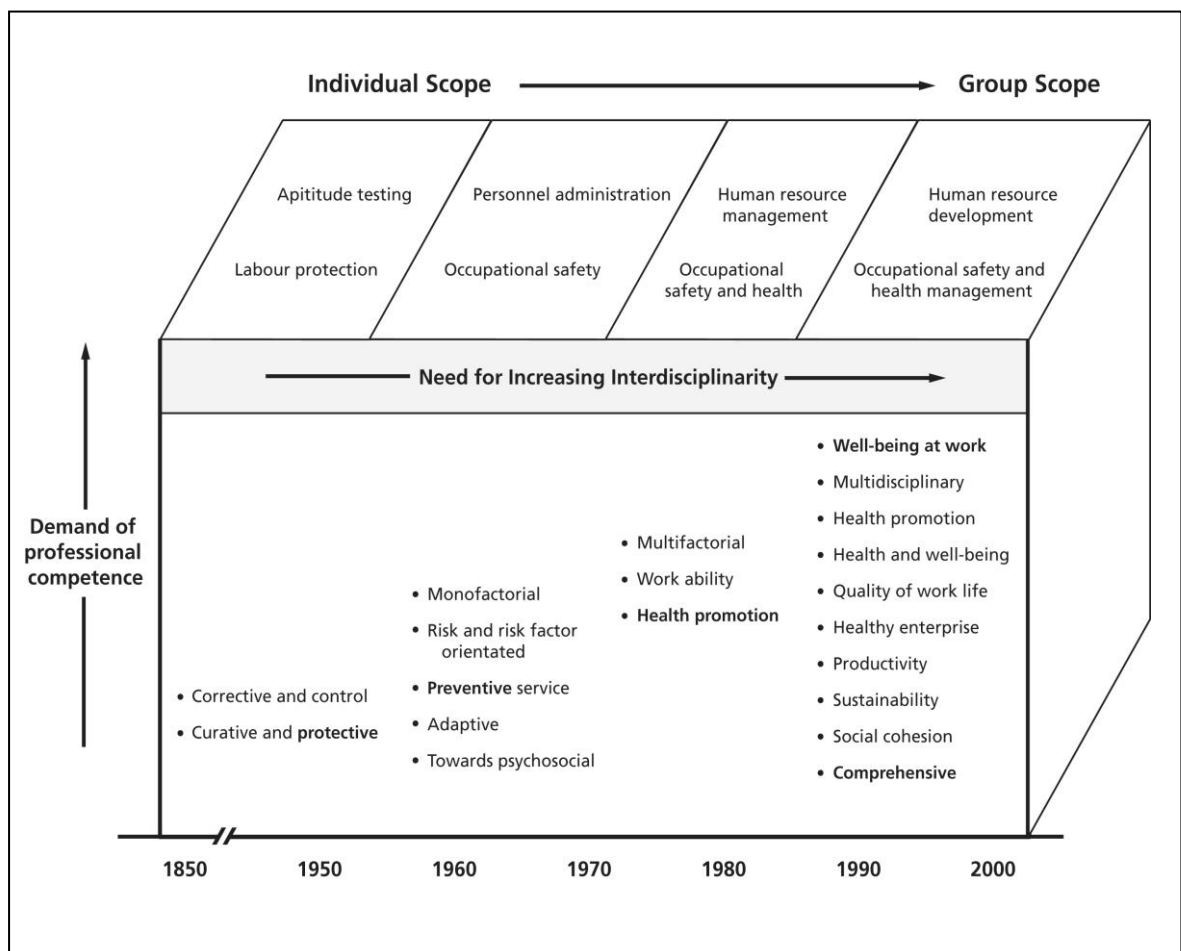 Individual Scope Group Scope
Apititude testing
Personnel administration
Human resource
management
Human resource
development
Labour protection
Occupational safety
Occupational
safety and health
Occupational safety and
health management
Need for Increasing Interdisciplinarity
Demand of
professional
competence
• Corrective and control
• Curative and protective
• Monofactorial
• Risk and risk factor
orientated
• Preventive service
• Adaptive
• Towards psychosocial
• Multifactorial
• Work ability
• Health promotion
• Well-being at work
• Multidisciplinary
• Health promotion
• Health and well-being
• Quality of work life
• Healthy enterprise
• Productivity
• Sustainability
• Social cohesion
• Comprehensive
1850 1950 1960 1970 1980 1990 2000